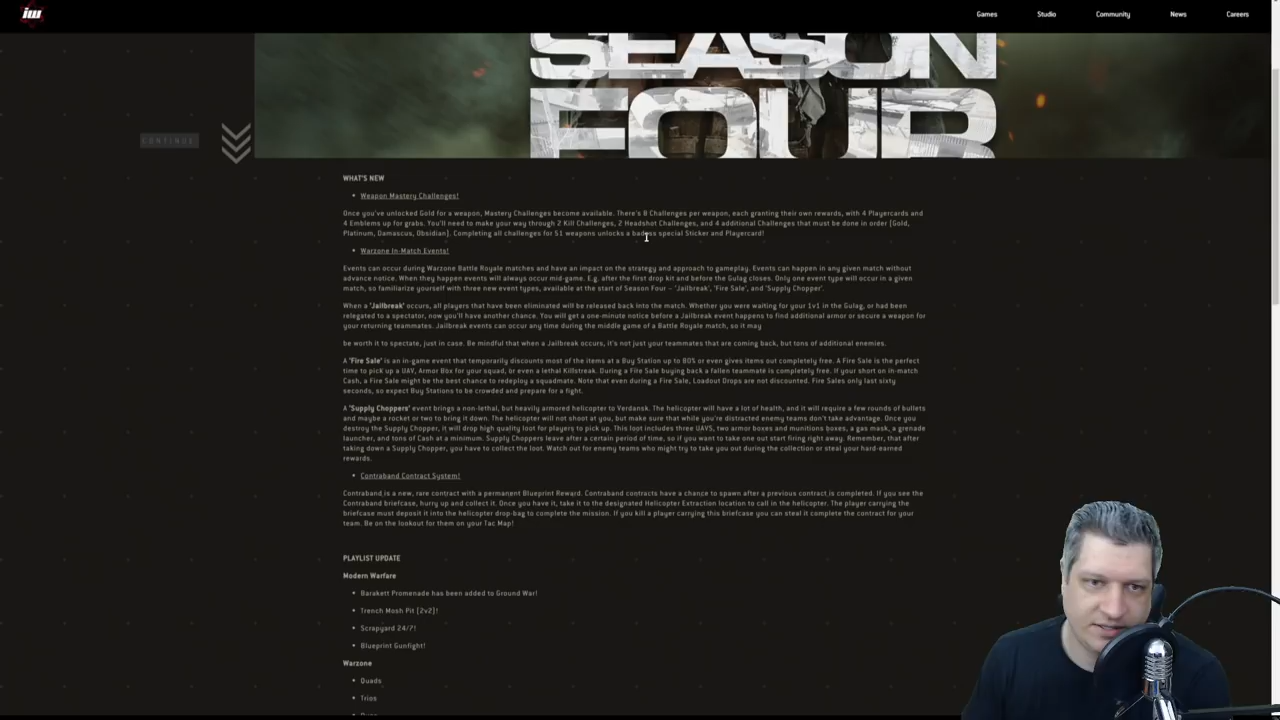 iw
Games
Studio
Community
News
Careers
SEASON
FOUR
CONTINUE
WHAT'S NEW
• Weapon Mastery Challenges!
Once you've unlocked Gold for a weapon, Mastery Challenges become available. There's 8 Challenges per weapon, each granting their own rewards, with 4 Playercards and
4 Emblems up for grabs. You'll need to make your way through 2 Kill Challenges, 2 Headshot Challenges, and 4 additional Challenges that must be done in order [Gold,
Platinum, Damascus, Obsidian]. Completing all challenges for 51 weapons unlocks a badass special Sticker and Playercard!
• Warzone In-Match Events!
Events can occur during Warzone Battle Royale matches and have an impact on the strategy and approach to gameplay. Events can happen in any given match without
advance notice. When they happen events will always occur mid-game. E.g. after the first drop kit and before the Gulag closes. Only one event type will occur in a given
match, so familiarize yourself with three new event types, available at the start of Season Four – 'Jailbreak', 'Fire Sale', and 'Supply Chopper'.
When a 'Jailbreak' occurs, all players that have been eliminated will be released back into the match. Whether you were waiting for your 1v1 in the Gulag, or had been
relegated to a spectator, now you'll have another chance. You will get a one-minute notice before a Jailbreak event happens to find additional armor or secure a weapon for
your returning teammates. Jailbreak events can occur any time during the middle game of a Battle Royale match, so it may
be worth it to spectate, just in case. Be mindful that when a Jailbreak occurs, it's not just your teammates that are coming back, but tons of additional enemies.
A 'Fire Sale' is an in-game event that temporarily discounts most of the items at a Buy Station up to 80% or even gives items out completely free. A Fire Sale is the perfect
time to pick up a UAV, Armor Box for your squad, or even a lethal Killstreak. During a Fire Sale buying back a fallen teammate is completely free. If your short on in-match
Cash, a Fire Sale might be the best chance to redeploy a squadmate. Note that even during a Fire Sale, Loadout Drops are not discounted. Fire Sales only last sixty
seconds, so expect Buy Stations to be crowded and prepare for a fight.
A 'Supply Choppers' event brings a non-lethal, but heavily armored helicopter to Verdansk. The helicopter will have a lot of health, and it will require a few rounds of bullets
and maybe a rocket or two to bring it down. The helicopter will not shoot at you, but make sure that while you're distracted enemy teams don't take advantage. Once you
destroy the Supply Chopper, it will drop high quality loot for players to pick up. This loot includes three UAVS, two armor boxes and munitions boxes, a gas mask, a grenade
launcher, and tons of Cash at a minimum. Supply Choppers leave after a certain period of time, so if you want to take one out start firing right away. Remember, that after
taking down a Supply Chopper, you have to collect the loot. Watch out for enemy teams who might try to take you out during the collection or steal your hard-earned
rewards.
• Contraband Contract System!
Contraband is a new, rare contract with a permanent Blueprint Reward. Contraband contracts have a chance to spawn after a previous contract is completed. If you see the
Contraband briefcase, hurry up and collect it. Once you have it, take it to the designated Helicopter Extraction location to call in the helicopter. The player carrying the
briefcase must deposit it into the helicopter drop-bag to complete the mission. If you kill a player carrying this briefcase you can steal it complete the contract for your
team. Be on the lookout for them on your Tac Map!
PLAYLIST UPDATE
Modern Warfare
• Barakett Promenade has been added to Ground War!
• Trench Mosh Pit [2v2]!
• Scrapyard 24/7!
• Blueprint Gunfight!
Warzone
• Quads
• Trios